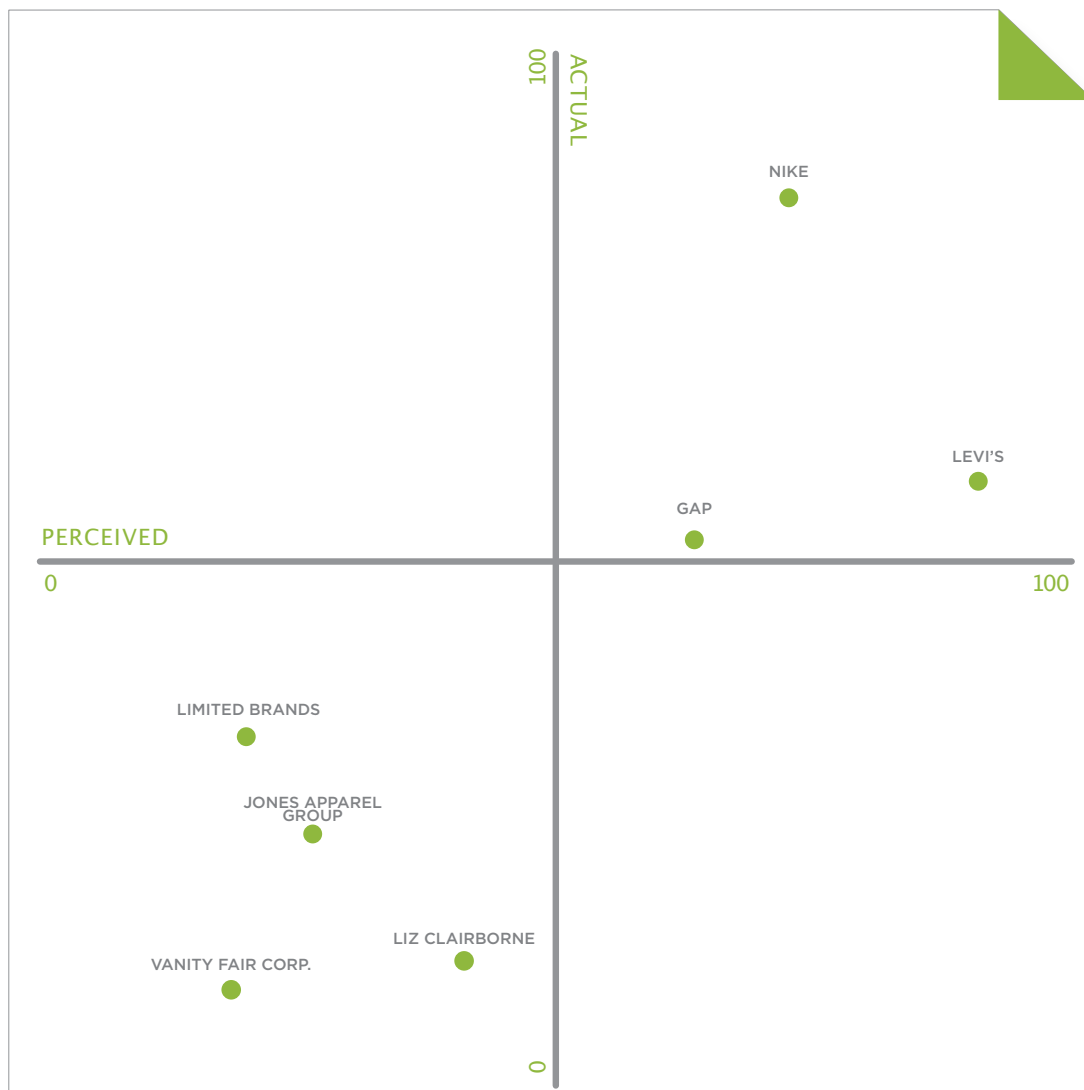 100
ACTUAL
NIKE
LEVI'S
GAP
PERCEIVED
0
100
LIMITED BRANDS
JONES APPAREL
GROUP
LIZ CLAIRBORNE
VANITY FAIR CORP.
0